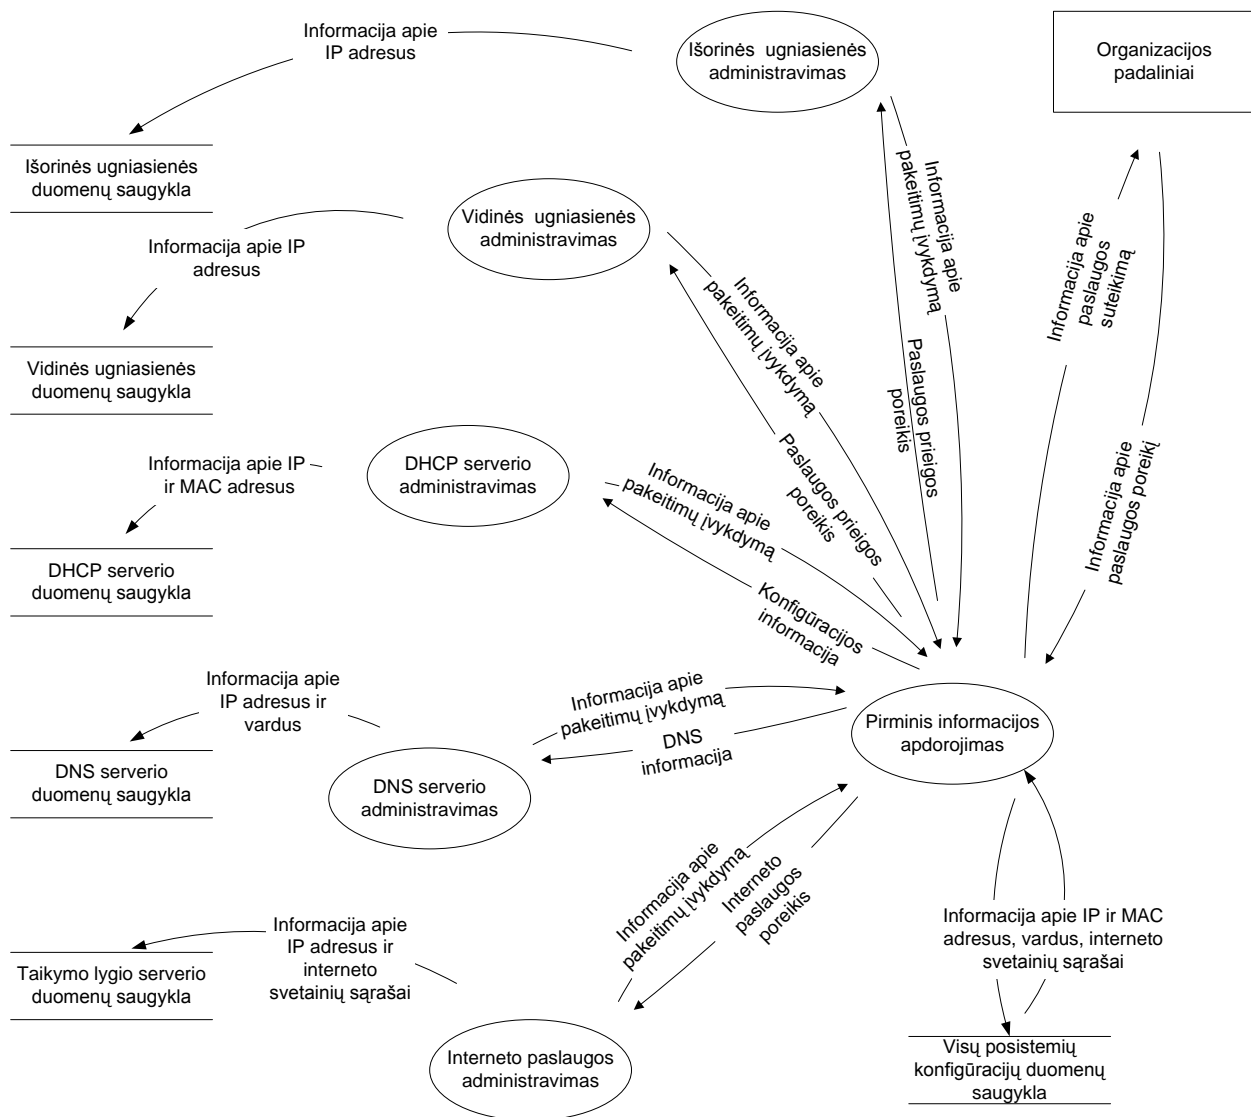 Informacija apie
IP adresus
Išorinės  ugniasienės
administravimas
Organizacijos
padaliniai
Išorinės ugniasienės
duomenų saugykla
Informacija apie
pakeitimų įvykdymą
Vidinės  ugniasienės
administravimas
Informacija apie IP
adresus
Informacija apie
paslaugos
suteikimą
Informacija apie
pakeitimų įvykdymą
Paslaugos prieigos
poreikis
Vidinės ugniasienės
duomenų saugykla
Informacija apie
paslaugos poreikį
Informacija apie IP
ir MAC adresus
DHCP serverio
administravimas
Informacija apie
pakeitimų įvykdymą
Paslaugos prieigos
poreikis
DHCP serverio
duomenų saugykla
Konfigūracijos
informacija
Informacija apie
IP adresus ir
vardus
Informacija apie
pakeitimų įvykdymą
Pirminis informacijos
apdorojimas
DNS
informacija
DNS serverio
duomenų saugykla
DNS serverio
administravimas
Informacija apie
pakeitimų įvykdymą
Interneto
paslaugos
poreikis
Informacija apie
IP adresus ir
interneto
svetainių sąrašai
Informacija apie IP ir MAC
adresus, vardus, interneto
svetainių sąrašai
Taikymo lygio serverio
duomenų saugykla
Interneto paslaugos
administravimas
Visų posistemių
konfigūracijų duomenų
saugykla